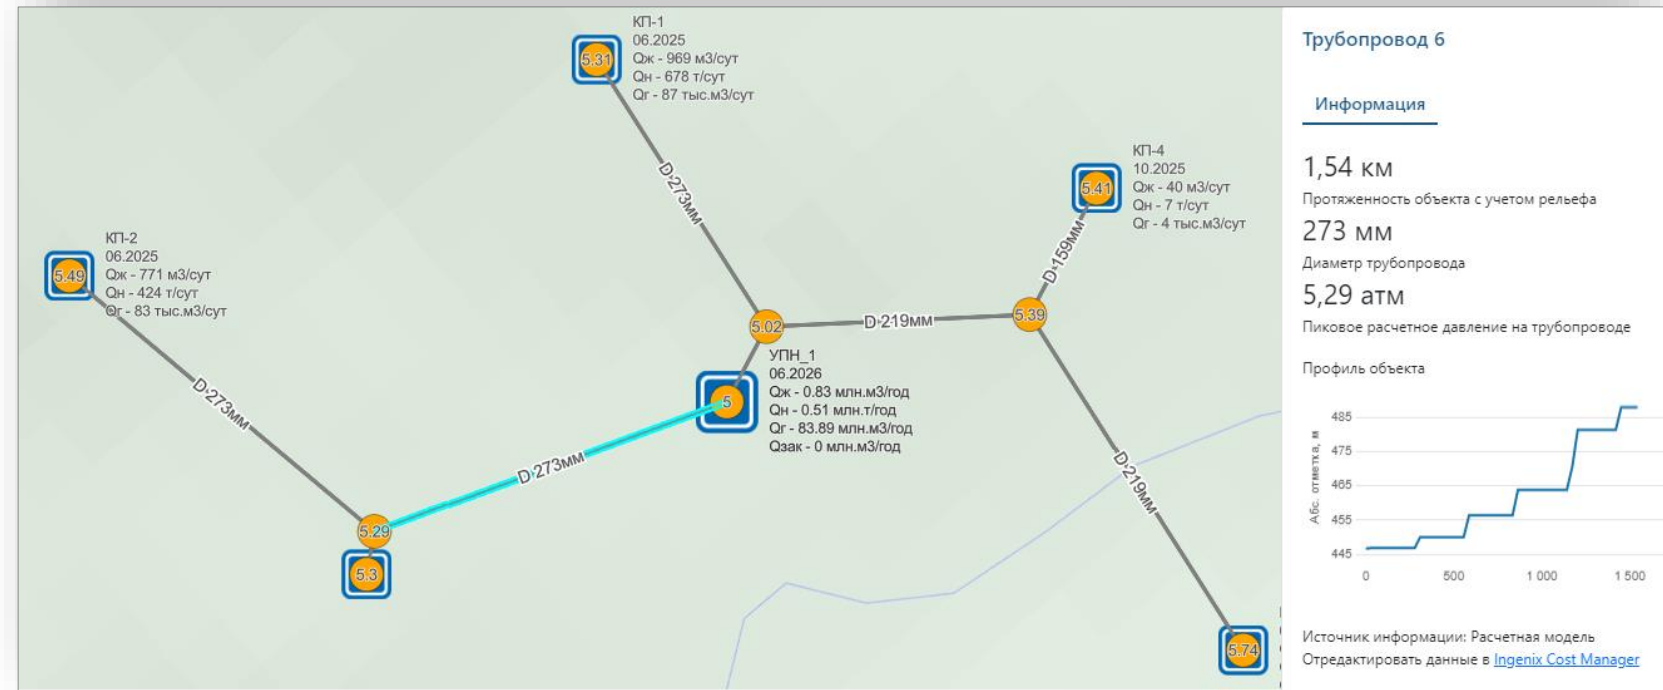 КП-1
06.2025
Qж - 969 м3/сут
Qн - 678 т/сут
Qг - 87 тыс.м3/сут
5.31
D 273мм
КП-4
10.2025
Qж - 40 м3/сут
Qн - 7 т/сут
Qг - 4 тыс.м3/сут
5.41
D 159мм
КП-2
06.2025
Qж - 771 м3/сут
Qн - 424 т/сут
Qг - 83 тыс.м3/сут
5.49
D 273мм
5.02
D 219мм
5.39
УПН_1
06.2026
Qж - 0.83 млн.м3/год
Qн - 0.51 млн.т/год
Qг - 83.89 млн.м3/год
Qзак - 0 млн.м3/год
5
D 273мм
D 219мм
5.29
5.3
5.74
Трубопровод 6
Информация
1,54 км
Протяженность объекта с учетом рельефа
273 мм
Диаметр трубопровода
5,29 атм
Пиковое расчетное давление на трубопроводе
Профиль объекта
Абс. отметка, м
485
475
465
455
445
0 500 1 000 1 500
Источник информации: Расчетная модель
Отредактировать данные в Ingenix Cost Manager